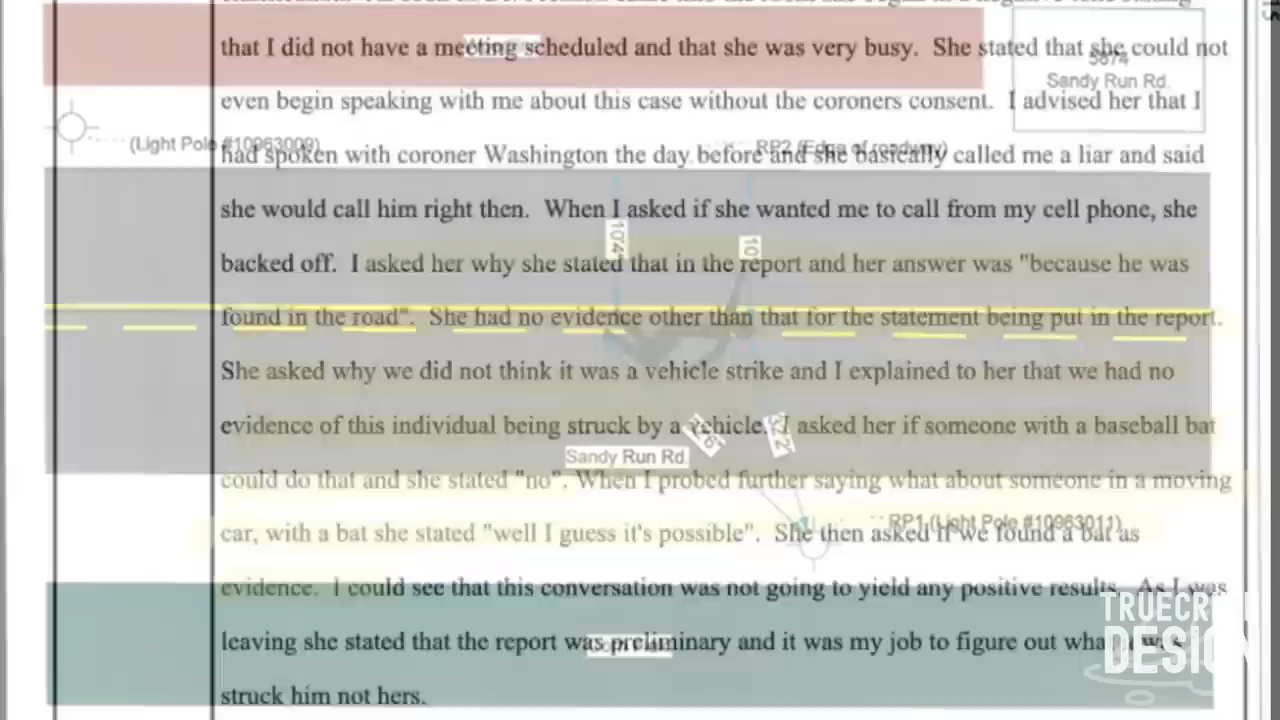 that I did not have a meeting scheduled and that she was very busy.  She stated that she could not
5874
Sandy Run Rd.
even begin speaking with me about this case without the coroners consent.  I advised her that I
(Light Pole #10963009)
RP2 (Edge of roadway)
had spoken with coroner Washington the day before and she basically called me a liar and said
she would call him right then.  When I asked if she wanted me to call from my cell phone, she
backed off.  I asked her why she stated that in the report and her answer was "because he was
found in the road".  She had no evidence other than that for the statement being put in the report.
She asked why we did not think it was a vehicle strike and I explained to her that we had no
evidence of this individual being struck by a vehicle.  I asked her if someone with a baseball bat
Sandy Run Rd.
could do that and she stated "no". When I probed further saying what about someone in a moving
RP1 (Light Pole #10963011)
car, with a bat she stated "well I guess it's possible".  She then asked if we found a bat as
evidence.  I could see that this conversation was not going to yield any positive results.  As I was
leaving she stated that the report was preliminary and it was my job to figure out what
struck him not hers.
DESIGN